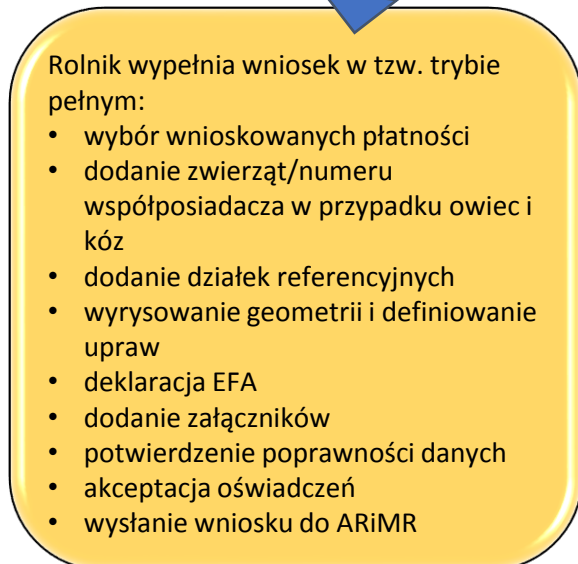 Rolnik wypełnia wniosek w tzw. trybie
pełnym:
• wybór wnioskowanych płatności
• dodanie zwierząt/numeru
współposiadacza w przypadku owiec i
kóz
• dodanie działek referencyjnych
• wyrysowanie geometrii i definiowanie
upraw
• deklaracja EFA
• dodanie załączników
• potwierdzenie poprawności danych
• akceptacja oświadczeń
• wysłanie wniosku do ARiMR